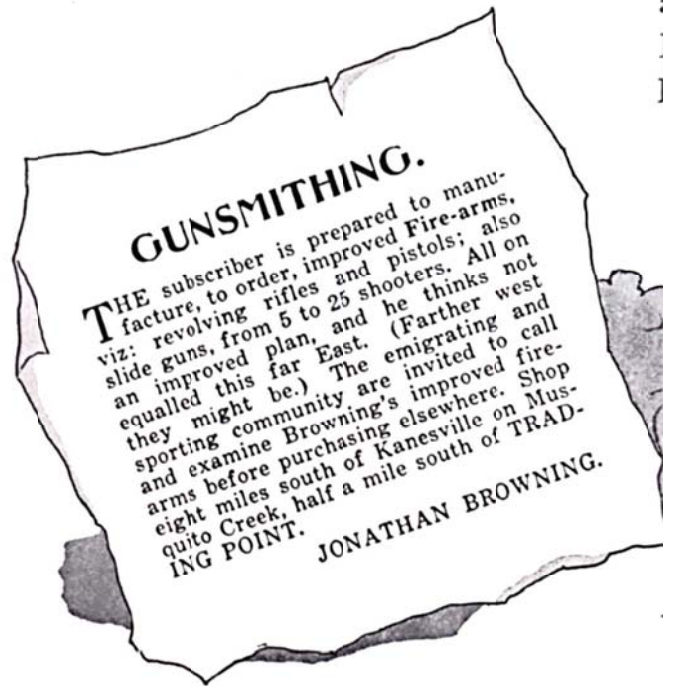 GUNSMITHING.
THE subscriber is prepared to manu-
facture, to order, improved Fire-arms,
viz: revolving rifles and pistols; also
slide guns, from 5 to 25 shooters. All on
an improved plan, and he thinks not
equalled this far East. (Farther west
they might be.) The emigrating and
sporting community are invited to call
and examine Browning's improved fire-
arms before purchasing elsewhere. Shop
eight miles south of Kanesville on Mus-
quito Creek, half a mile south of TRAD-
ING POINT.
JONATHAN BROWNING.